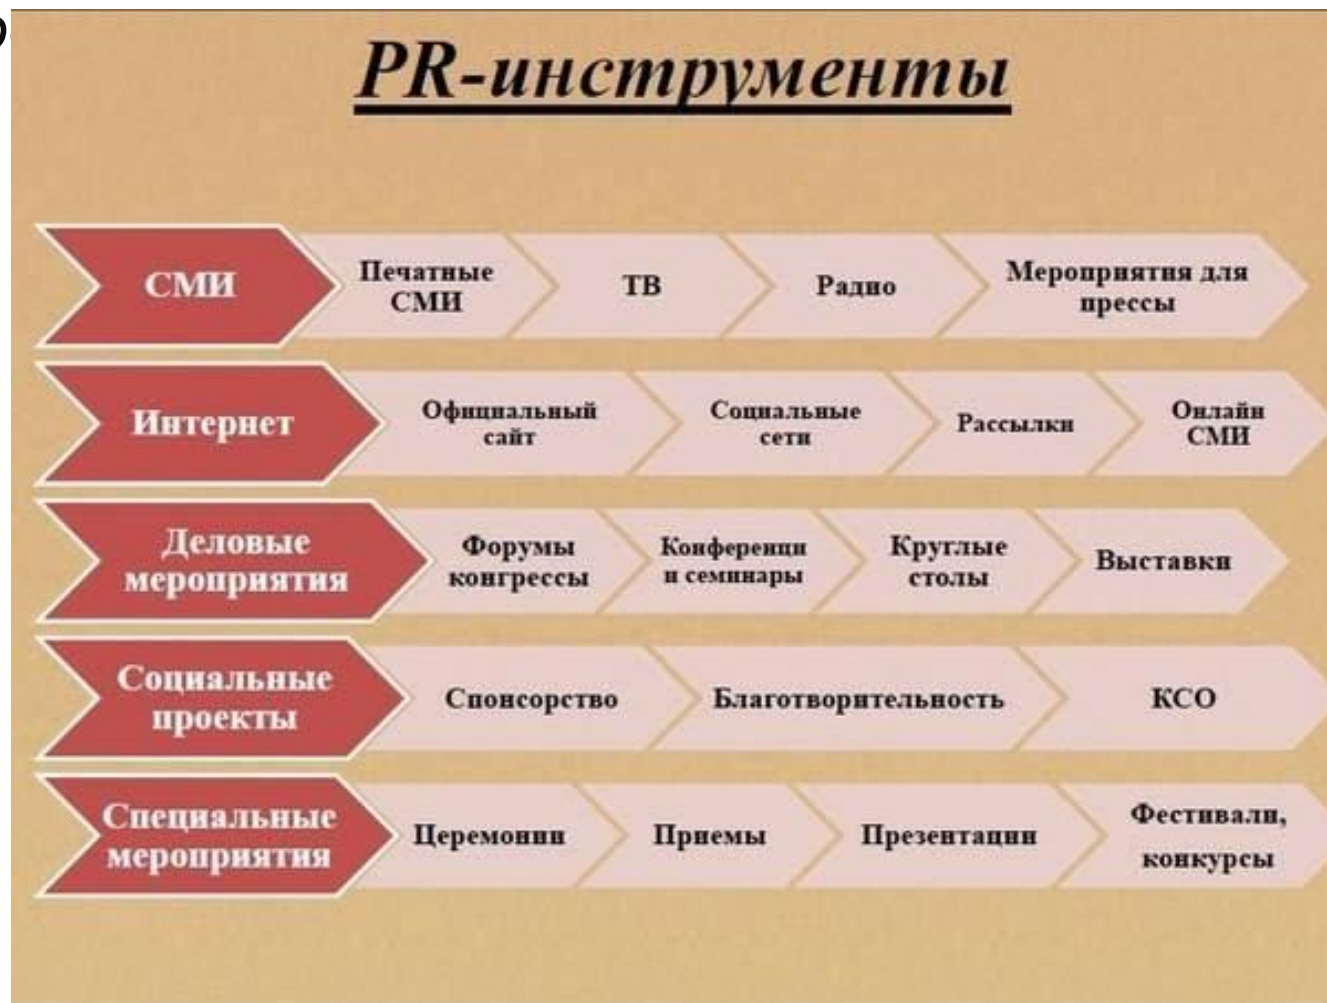 PR-инструменты
СМИ
Печатные
СМИ
ТВ
Радио
Мероприятия для
прессы
Интернет
Официальный
сайт
Социальные
сети
Рассылки
Онлайн
СМИ
Деловые
мероприятия
Форумы
конгрессы
Конференци
и семинары
Круглые
столы
Выставки
Социальные
проекты
Спонсорство
Благотворительность
КСО
Специальные
мероприятия
Церемонии
Приемы
Презентации
Фестивали,
конкурсы